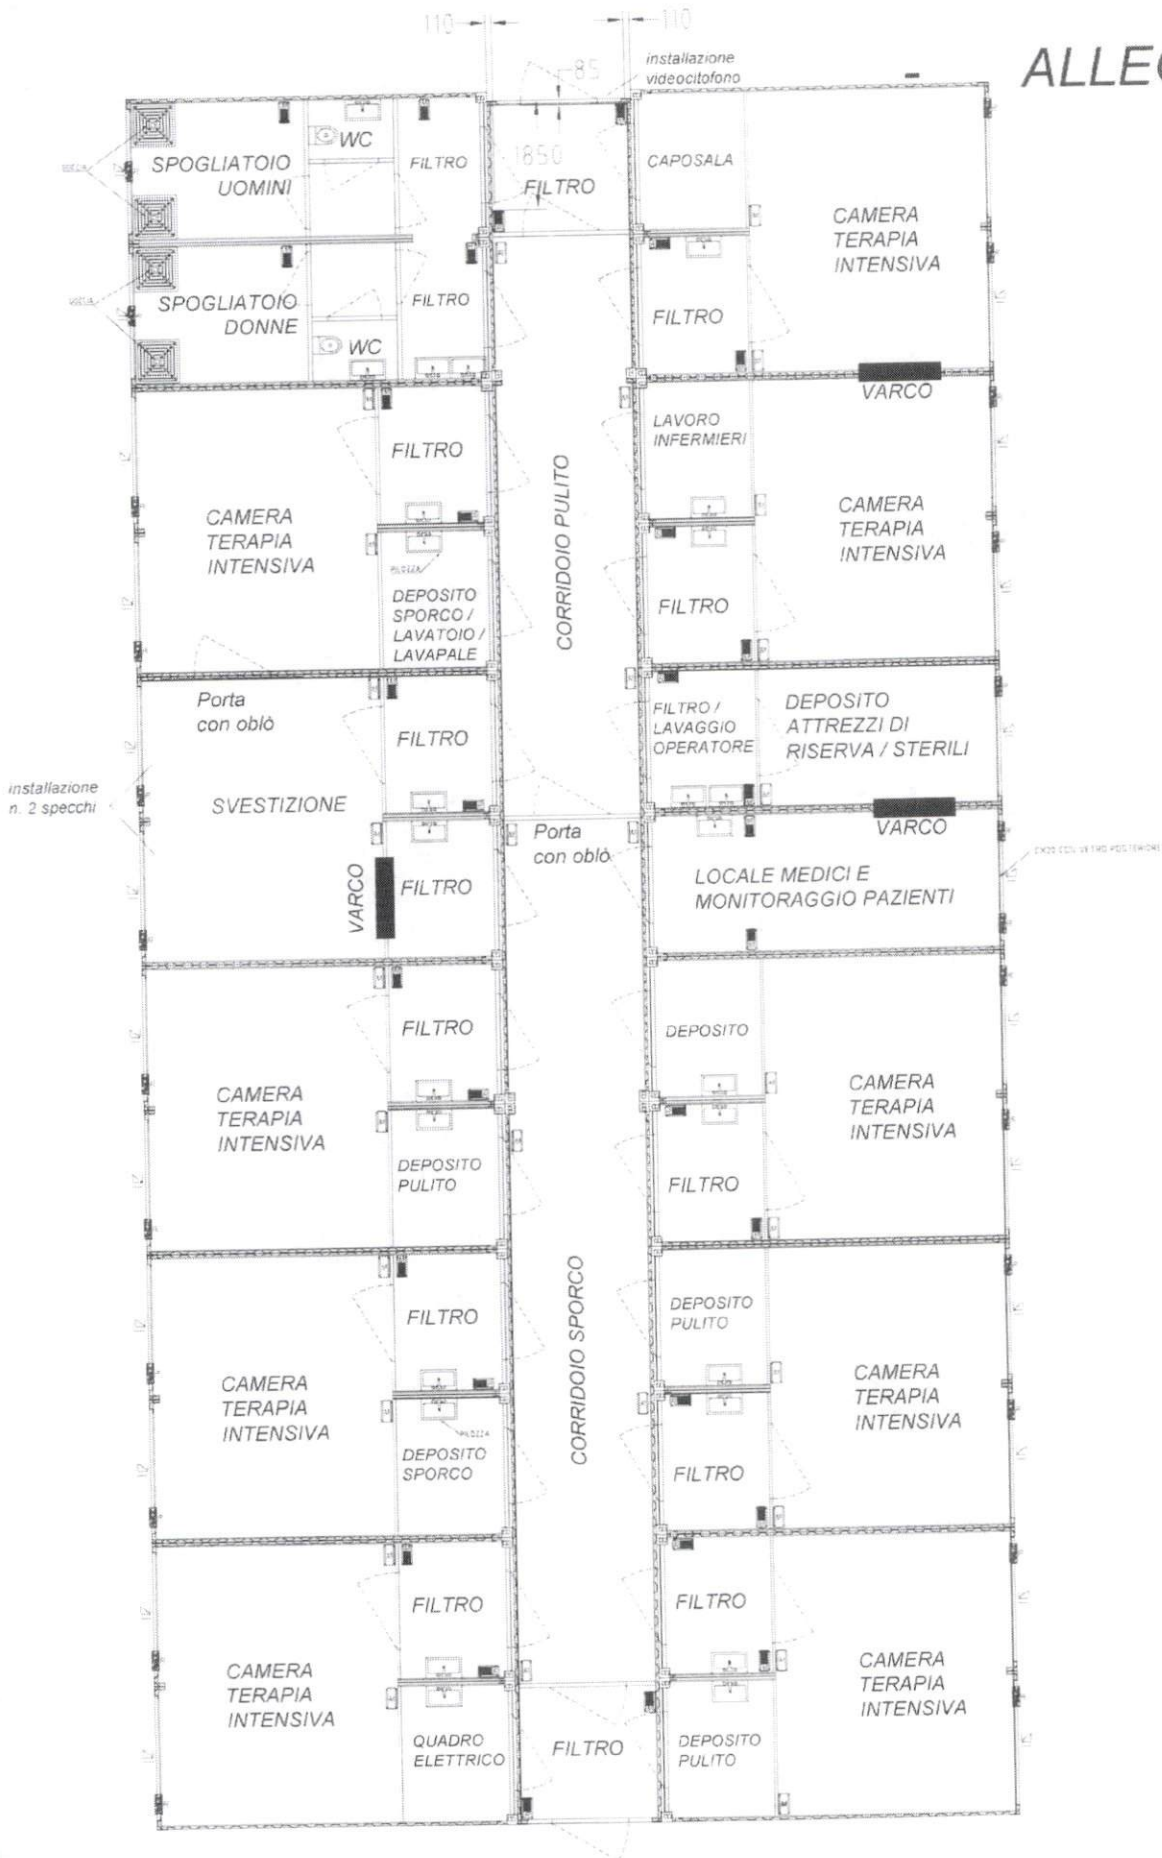 110
110
85
installazione
videocitofono
ALLEG
SPOGLIATOIO
UOMINI
WC
FILTRO
1850
FILTRO
CAPOSALA
CAMERA
TERAPIA
INTENSIVA
FILTRO
SPOGLIATOIO
DONNE
WC
FILTRO
VARCO
FILTRO
CAMERA
TERAPIA
INTENSIVA
PILOZZA
DEPOSITO
SPORCO /
LAVATOIO /
LAVAPALE
CORRIDOIO PULITO
LAVORO
INFERMIERI
CAMERA
TERAPIA
INTENSIVA
FILTRO
Porta
con oblò
FILTRO
FILTRO /
LAVAGGIO
OPERATORE
DEPOSITO
ATTREZZI DI
RISERVA / STERILI
installazione
n. 2 specchi
SVESTIZIONE
Porta
con oblò
VARCO
VARCO
FILTRO
LOCALE MEDICI E
MONITORAGGIO PAZIENTI
FILTRO
CAMERA
TERAPIA
INTENSIVA
DEPOSITO
PULITO
DEPOSITO
CAMERA
TERAPIA
INTENSIVA
FILTRO
CORRIDOIO SPORCO
FILTRO
CAMERA
TERAPIA
INTENSIVA
PILOZZA
DEPOSITO
SPORCO
DEPOSITO
PULITO
CAMERA
TERAPIA
INTENSIVA
FILTRO
FILTRO
CAMERA
TERAPIA
INTENSIVA
QUADRO
ELETTRICO
FILTRO
FILTRO
CAMERA
TERAPIA
INTENSIVA
DEPOSITO
PULITO